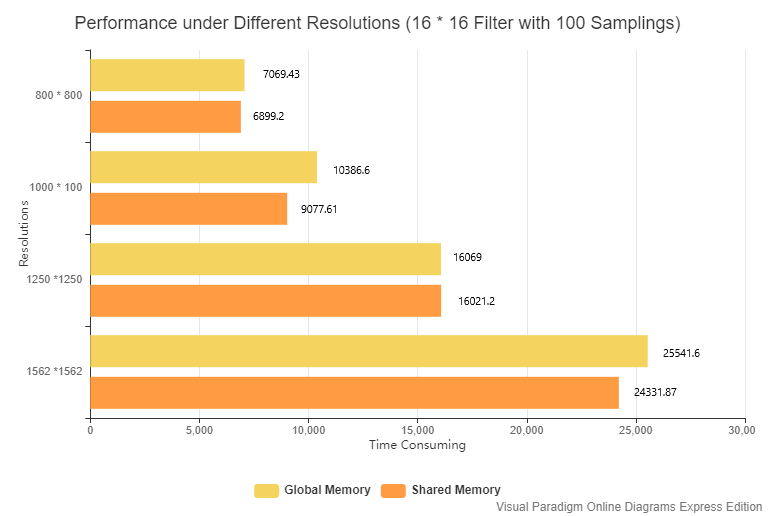 Performance under Different Resolutions (16 * 16 Filter with 100 Samplings)
Resolutions
800 * 800
7069.43
6899.2
1000 * 100
10386.6
9077.61
1250 *1250
16069
16021.2
1562 *1562
25541.6
24331.87
0 5,000 10,000 15,000 20,000 25,000 30,00
Time Consuming
Global Memory Shared Memory
Visual Paradigm Online Diagrams Express Edition